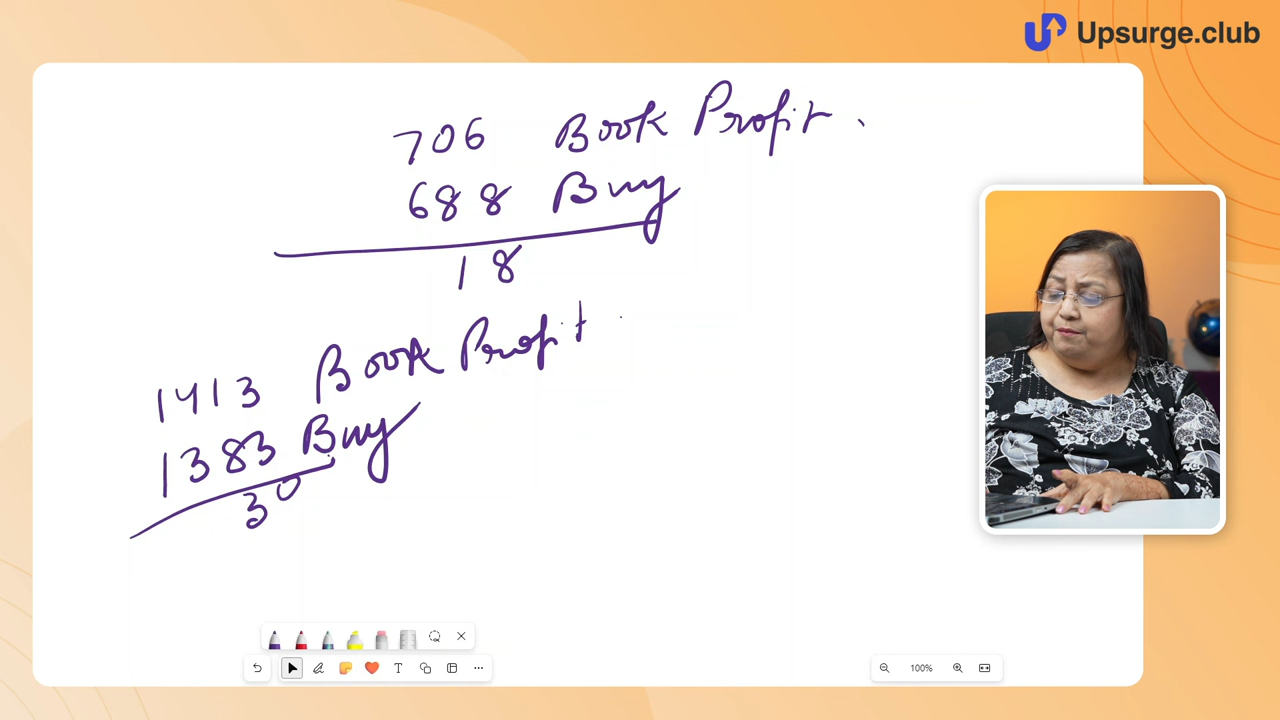 Upsurge.club
706 Book Profit.
688 Buy
18
1413 Book Profit
1383 Buy
30
100%